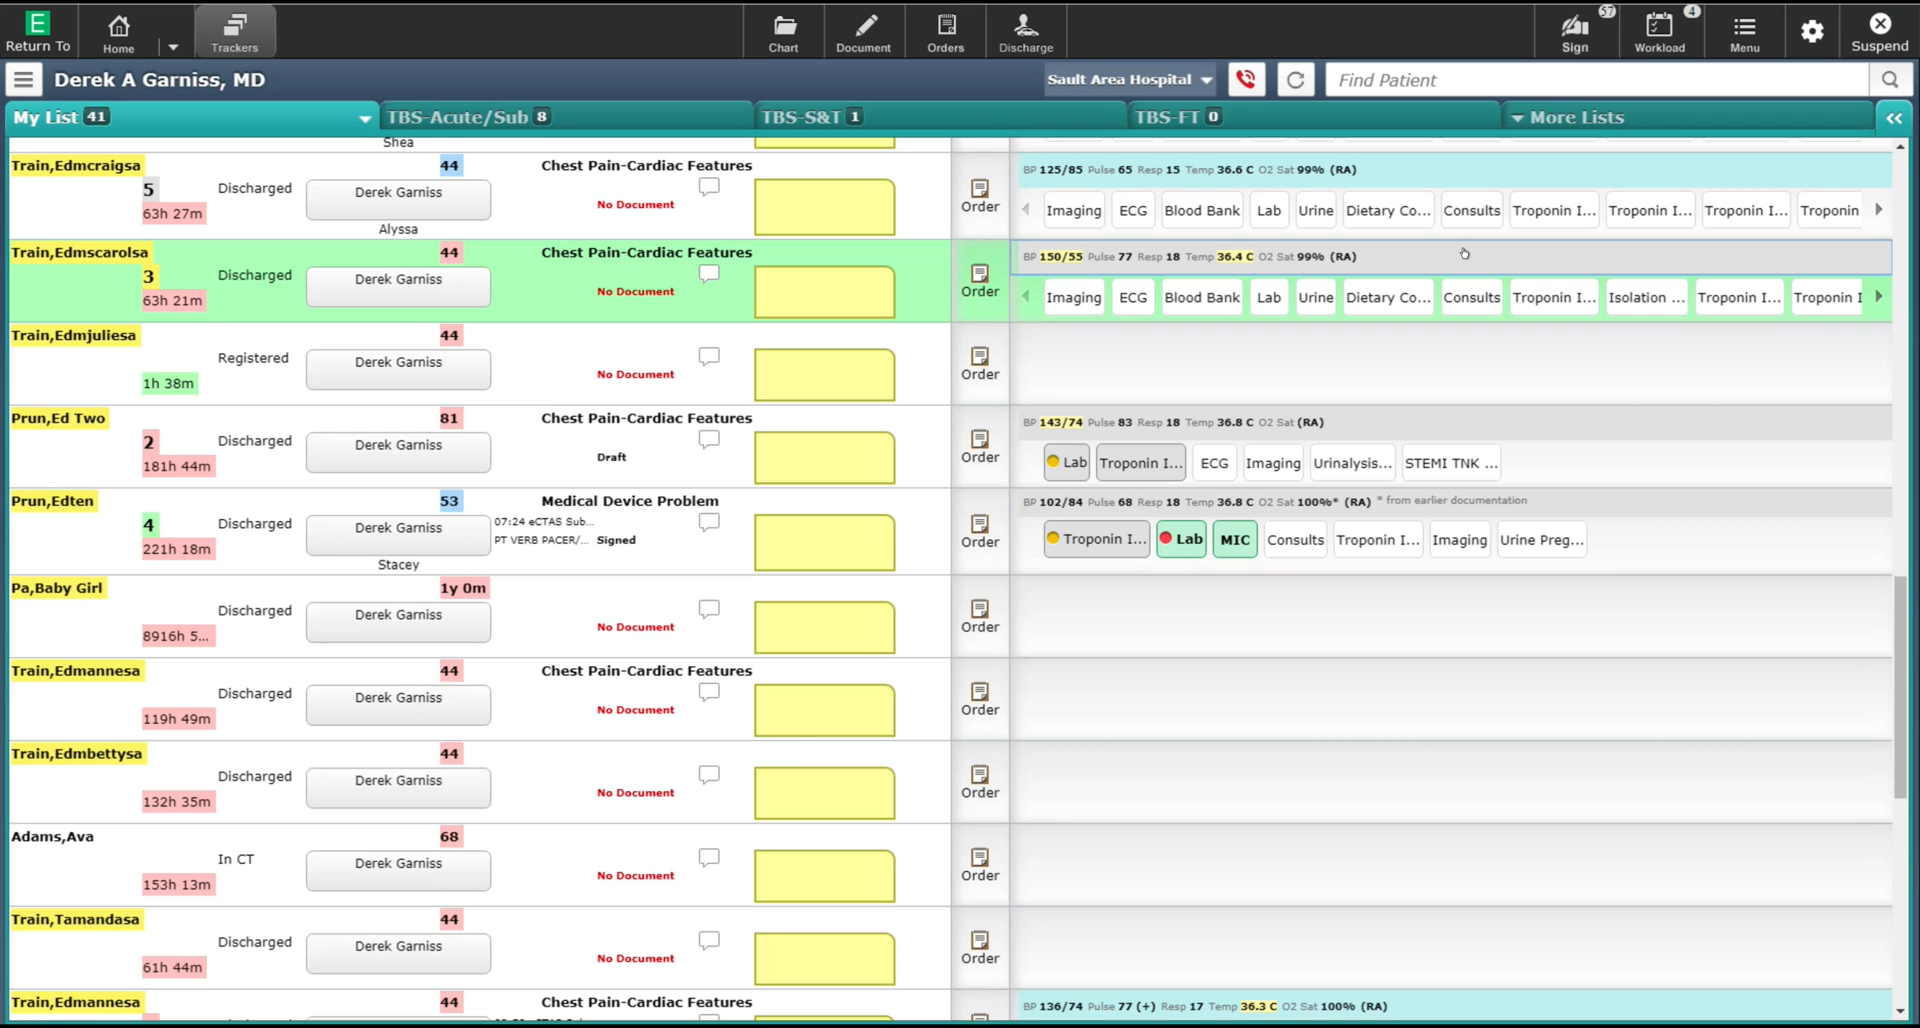 E
Return To
Home
Trackers
Chart
Document
Orders
Discharge
57
Sign
4
Workload
Menu
Suspend
Derek A Garniss, MD
Sault Area Hospital
Find Patient
My List 41
TBS-Acute/Sub 8
TBS-S&T 1
TBS-FT 0
More Lists
Shea
Train,Edmcraigsa
5
63h 27m
Discharged
44
Derek Garniss
Alyssa
Chest Pain-Cardiac Features
No Document
Order
BP 125/85 Pulse 65 Resp 15 Temp 36.6 C O2 Sat 99% (RA)
Imaging ECG Blood Bank Lab Urine Dietary Co... Consults Troponin I... Troponin I... Troponin I... Troponin
Train,Edmscarolsa
3
63h 21m
Discharged
44
Derek Garniss
Chest Pain-Cardiac Features
No Document
Order
BP 150/55 Pulse 77 Resp 18 Temp 36.4 C O2 Sat 99% (RA)
Imaging ECG Blood Bank Lab Urine Dietary Co... Consults Troponin I... Isolation ... Troponin I... Troponin I
Train,Edmjuliesa
1h 38m
Registered
44
Derek Garniss
No Document
Order
Prun,Ed Two
2
181h 44m
Discharged
81
Derek Garniss
Chest Pain-Cardiac Features
Draft
Order
BP 143/74 Pulse 83 Resp 18 Temp 36.8 C O2 Sat (RA)
Lab Troponin I... ECG Imaging Urinalysis... STEMI TNK ...
Prun,Edten
4
221h 18m
Discharged
53
Derek Garniss
Stacey
Medical Device Problem
07:24 eCTAS Sub...
PT VERB PACER/... Signed
Order
BP 102/84 Pulse 68 Resp 18 Temp 36.8 C O2 Sat 100%* (RA) * from earlier documentation
Troponin I... Lab MIC Consults Troponin I... Imaging Urine Preg...
Pa,Baby Girl
8916h 5...
Discharged
1y 0m
Derek Garniss
No Document
Order
Train,Edmannesa
119h 49m
Discharged
44
Derek Garniss
Chest Pain-Cardiac Features
No Document
Order
Train,Edmbettysa
132h 35m
Discharged
44
Derek Garniss
No Document
Order
Adams,Ava
153h 13m
In CT
68
Derek Garniss
No Document
Order
Train,Tamandasa
61h 44m
Discharged
44
Derek Garniss
No Document
Order
Train,Edmannesa
44
Chest Pain-Cardiac Features
BP 136/74 Pulse 77 (+) Resp 17 Temp 36.3 C O2 Sat 100% (RA)